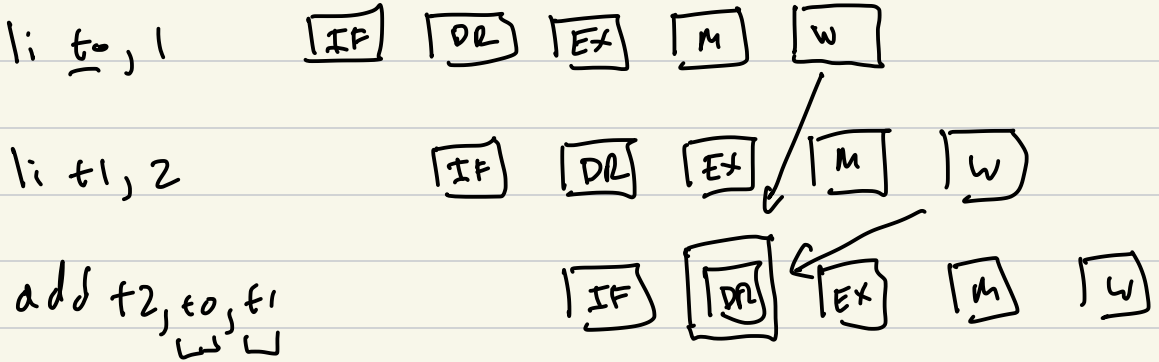 li t0, 1 IF DR EX M W
li t1, 2 IF DR EX M W
add t2, t0, t1 IF DR EX M W